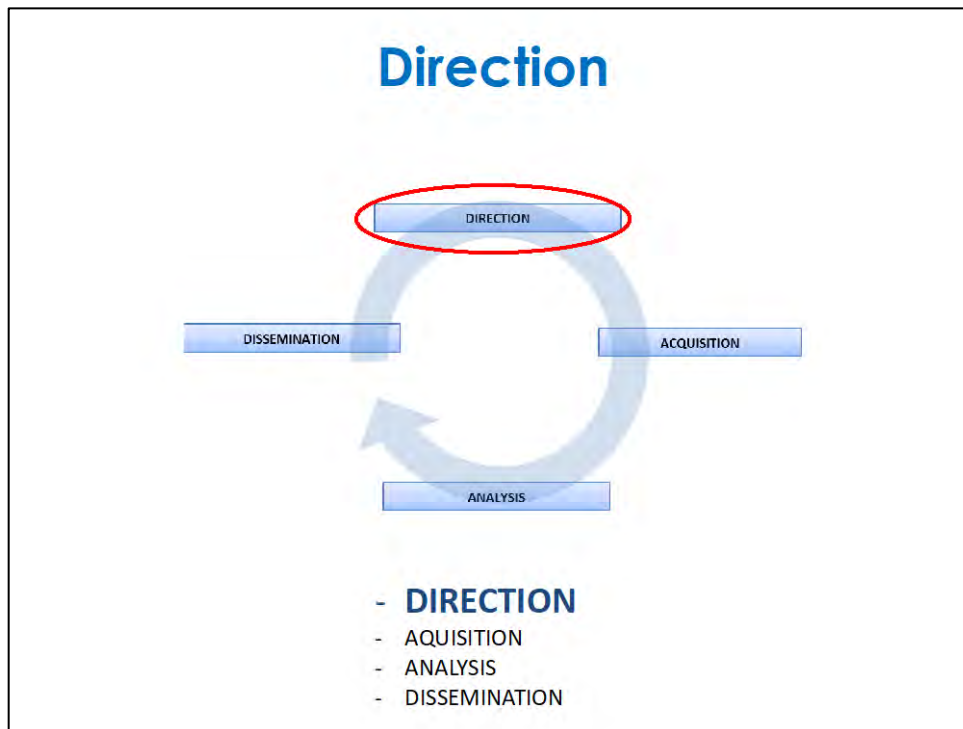 Direction
DIRECTION
DISSEMINATION
ACQUISITION
ANALYSIS
- DIRECTION
- AQUISITION
- ANALYSIS
- DISSEMINATION